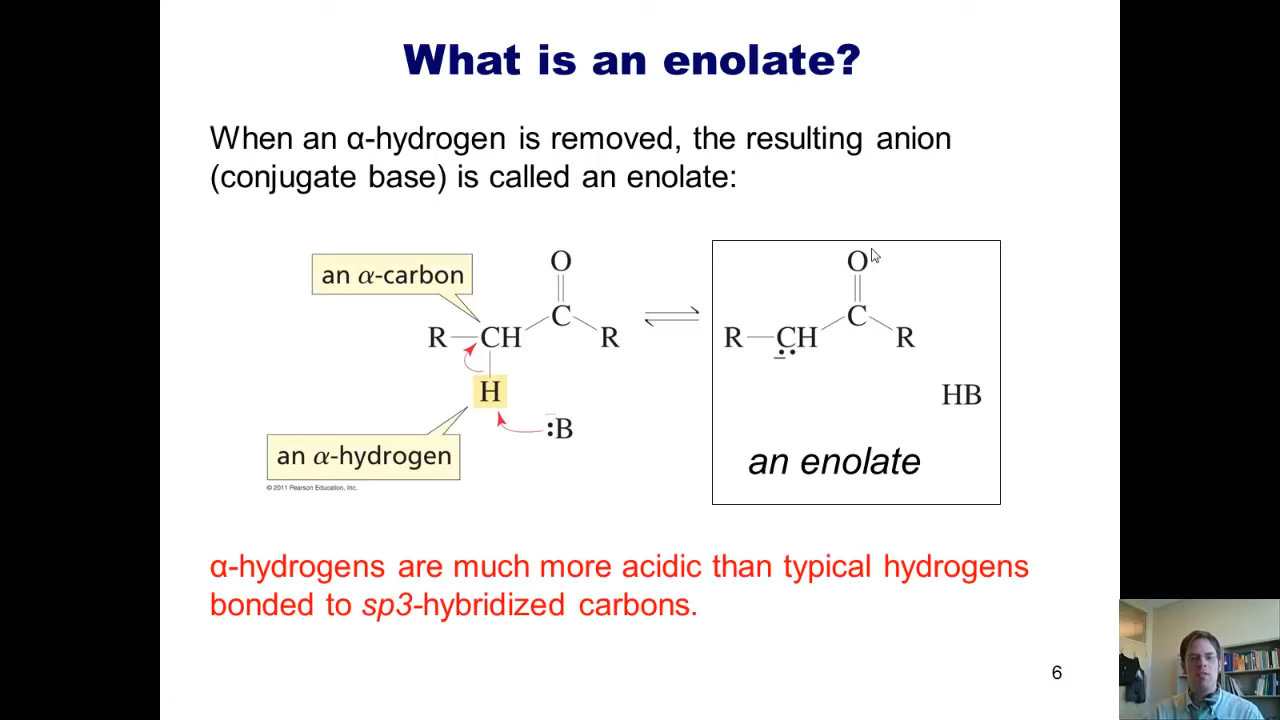 What is an enolate?
When an α-hydrogen is removed, the resulting anion
(conjugate base) is called an enolate:
an α-carbon
O
C
R
CH
R
H
:B
an α-hydrogen
© 2011 Pearson Education, Inc.
O
C
R
CH
R
HB
an enolate
α-hydrogens are much more acidic than typical hydrogens
bonded to sp3-hybridized carbons.
6